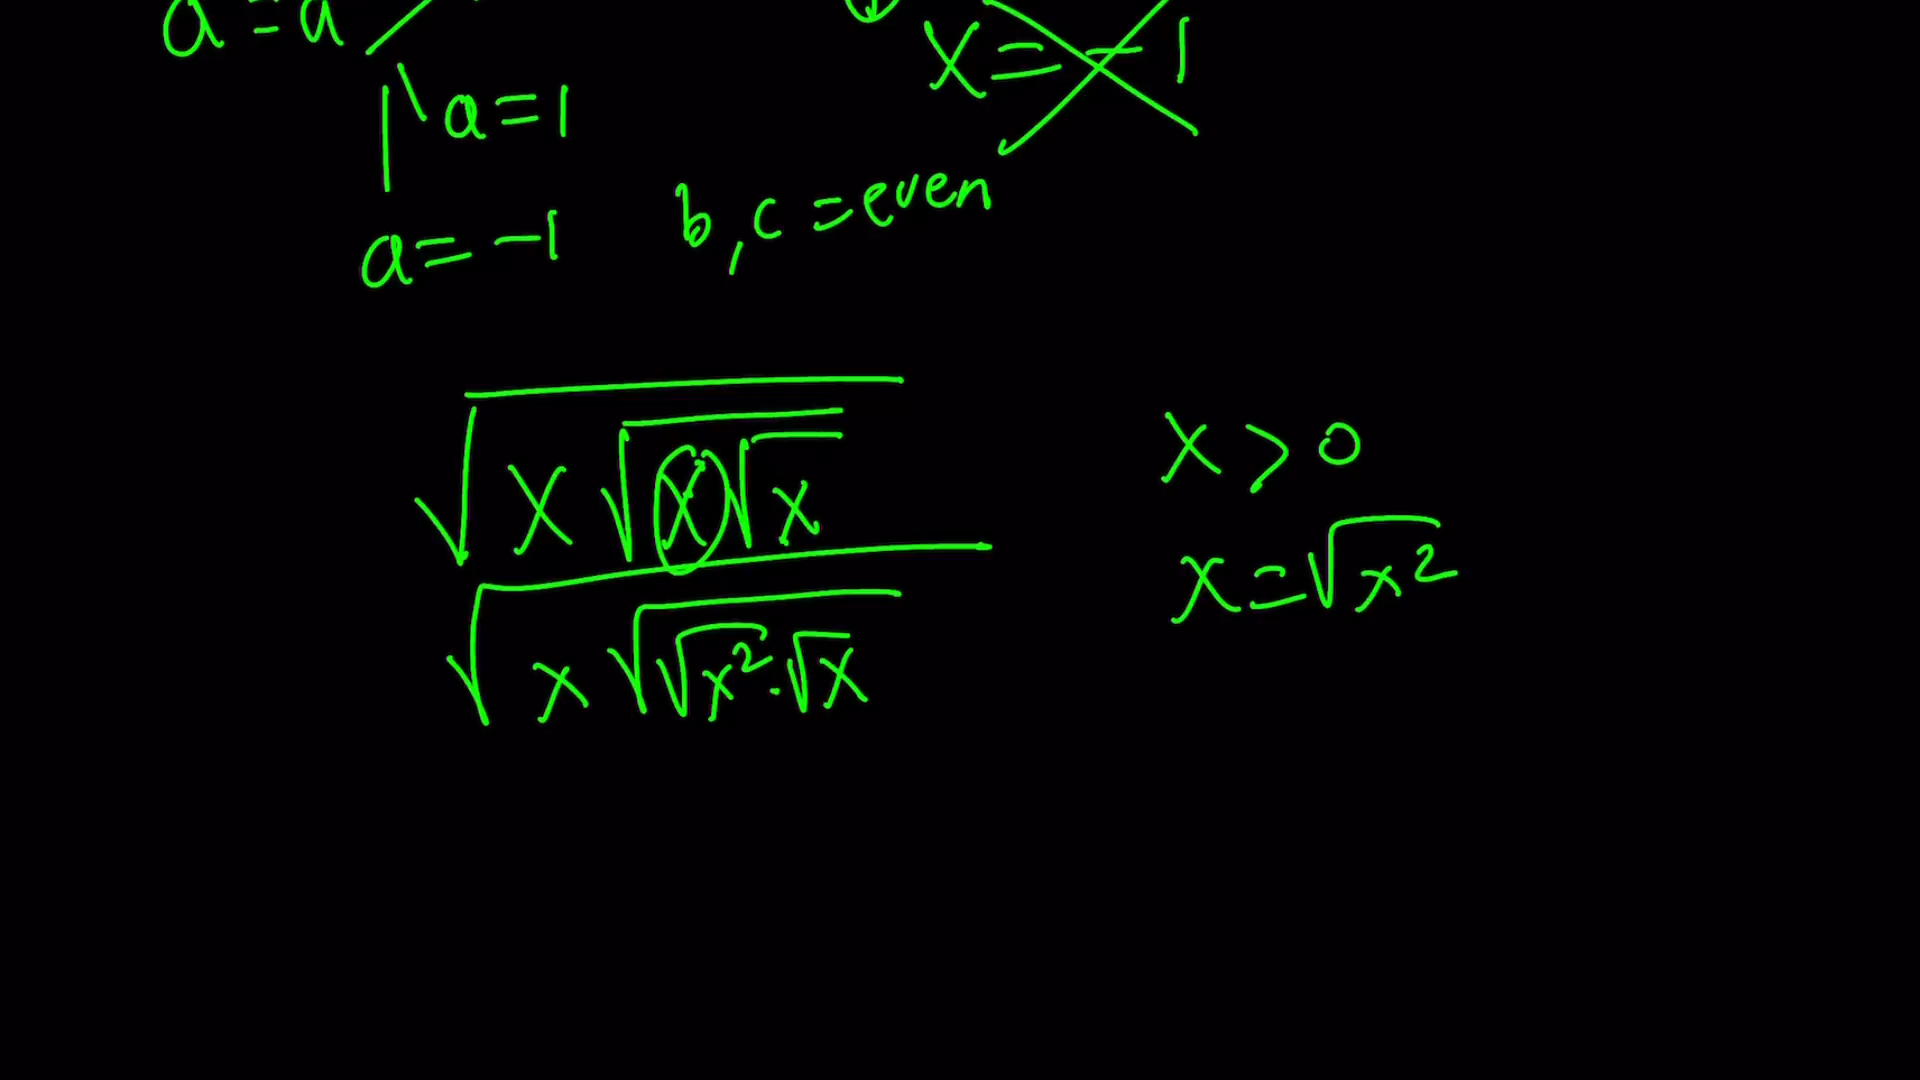 a = a
x = -1
a = 1
b, c = even
a = -1
√(x√(x√x))
x > 0
x = √x²
√(x√(√x² · √x))